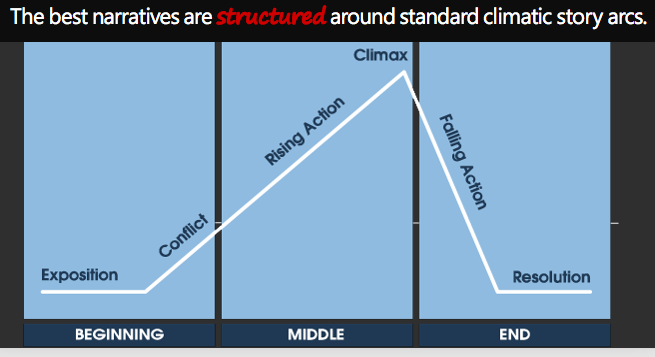 The best narratives are structured around standard climatic story arcs.
Climax
Rising Action
Falling Action
Conflict
Exposition
Resolution
BEGINNING
MIDDLE
END